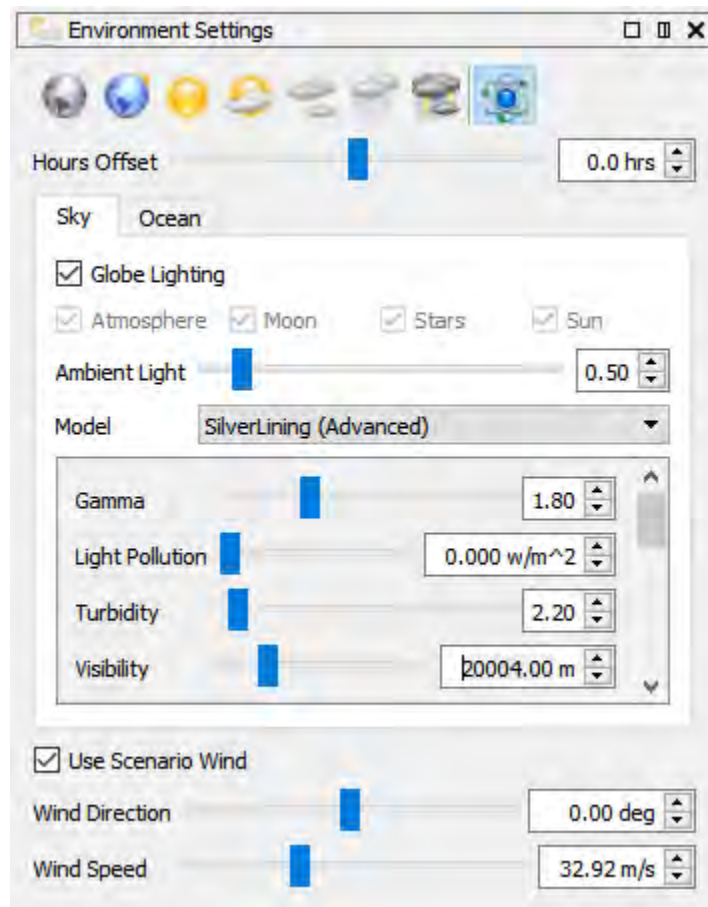 Environment Settings
Hours Offset 0.0 hrs
Sky Ocean
Globe Lighting
Atmosphere Moon Stars Sun
Ambient Light 0.50
Model SilverLining (Advanced)
Gamma 1.80
Light Pollution 0.000 w/m^2
Turbidity 2.20
Visibility 20004.00 m
Use Scenario Wind
Wind Direction 0.00 deg
Wind Speed 32.92 m/s